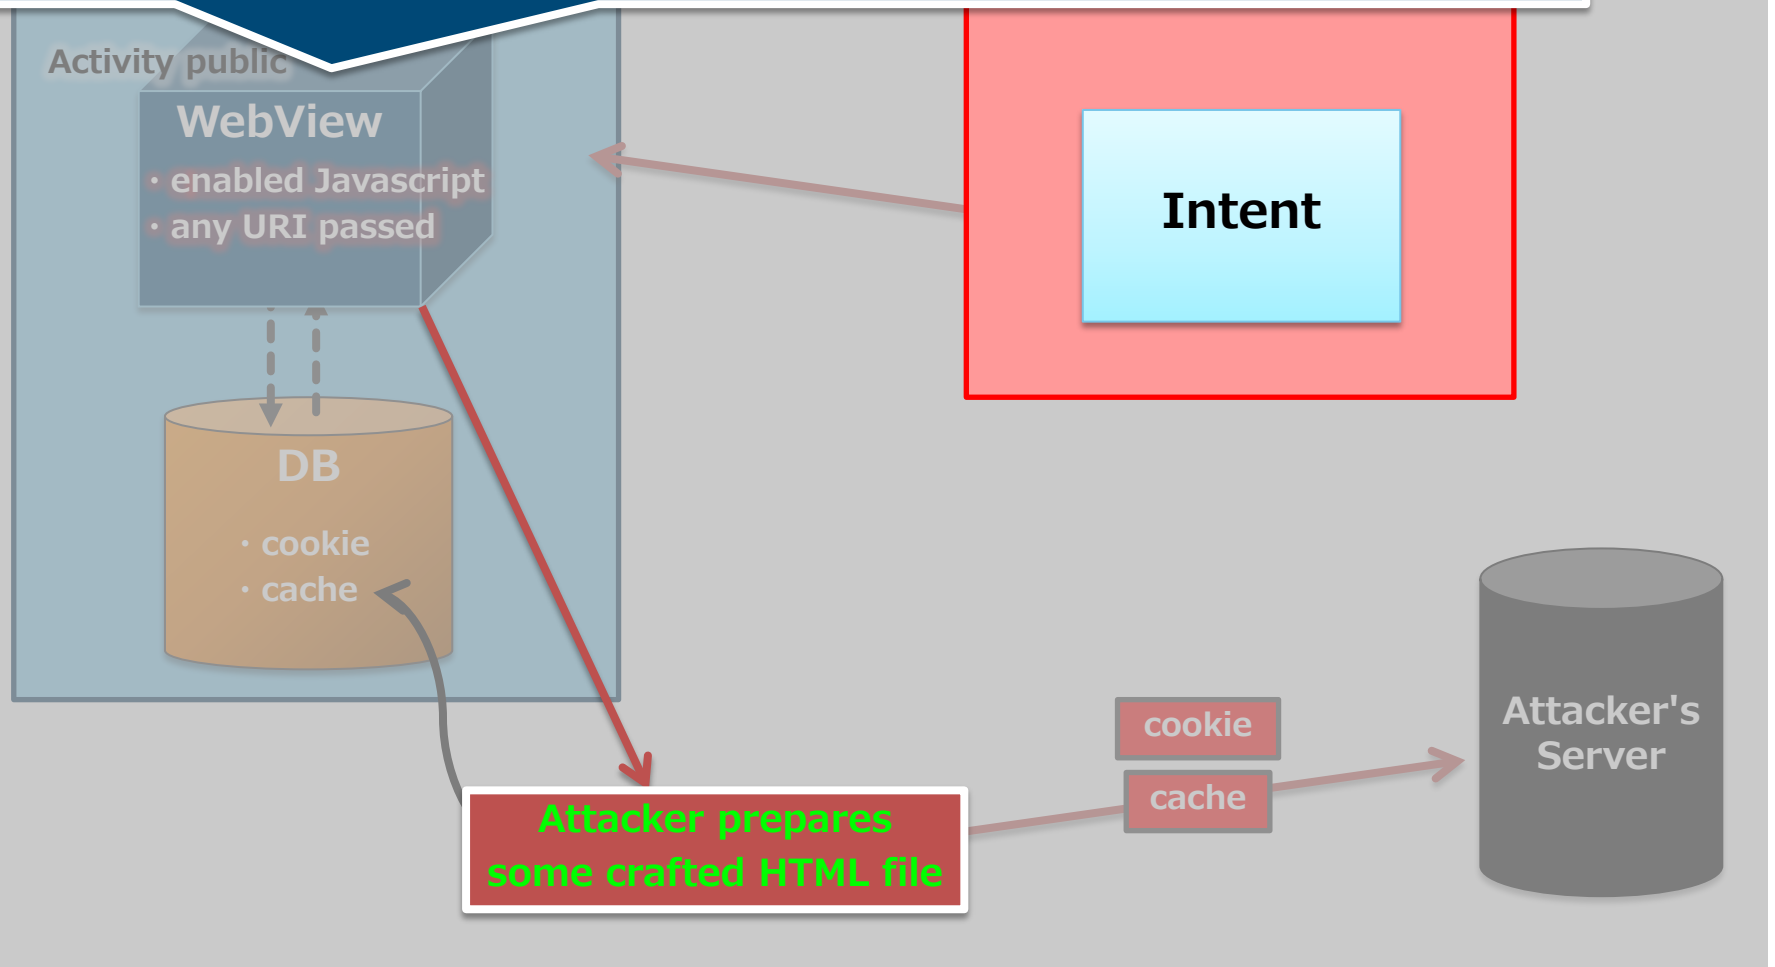 Activity public
WebView
・enabled Javascript
・any URI passed
Intent
DB
・cookie
・cache
cookie
cache
Attacker's
Server
Attacker prepares
some crafted HTML file